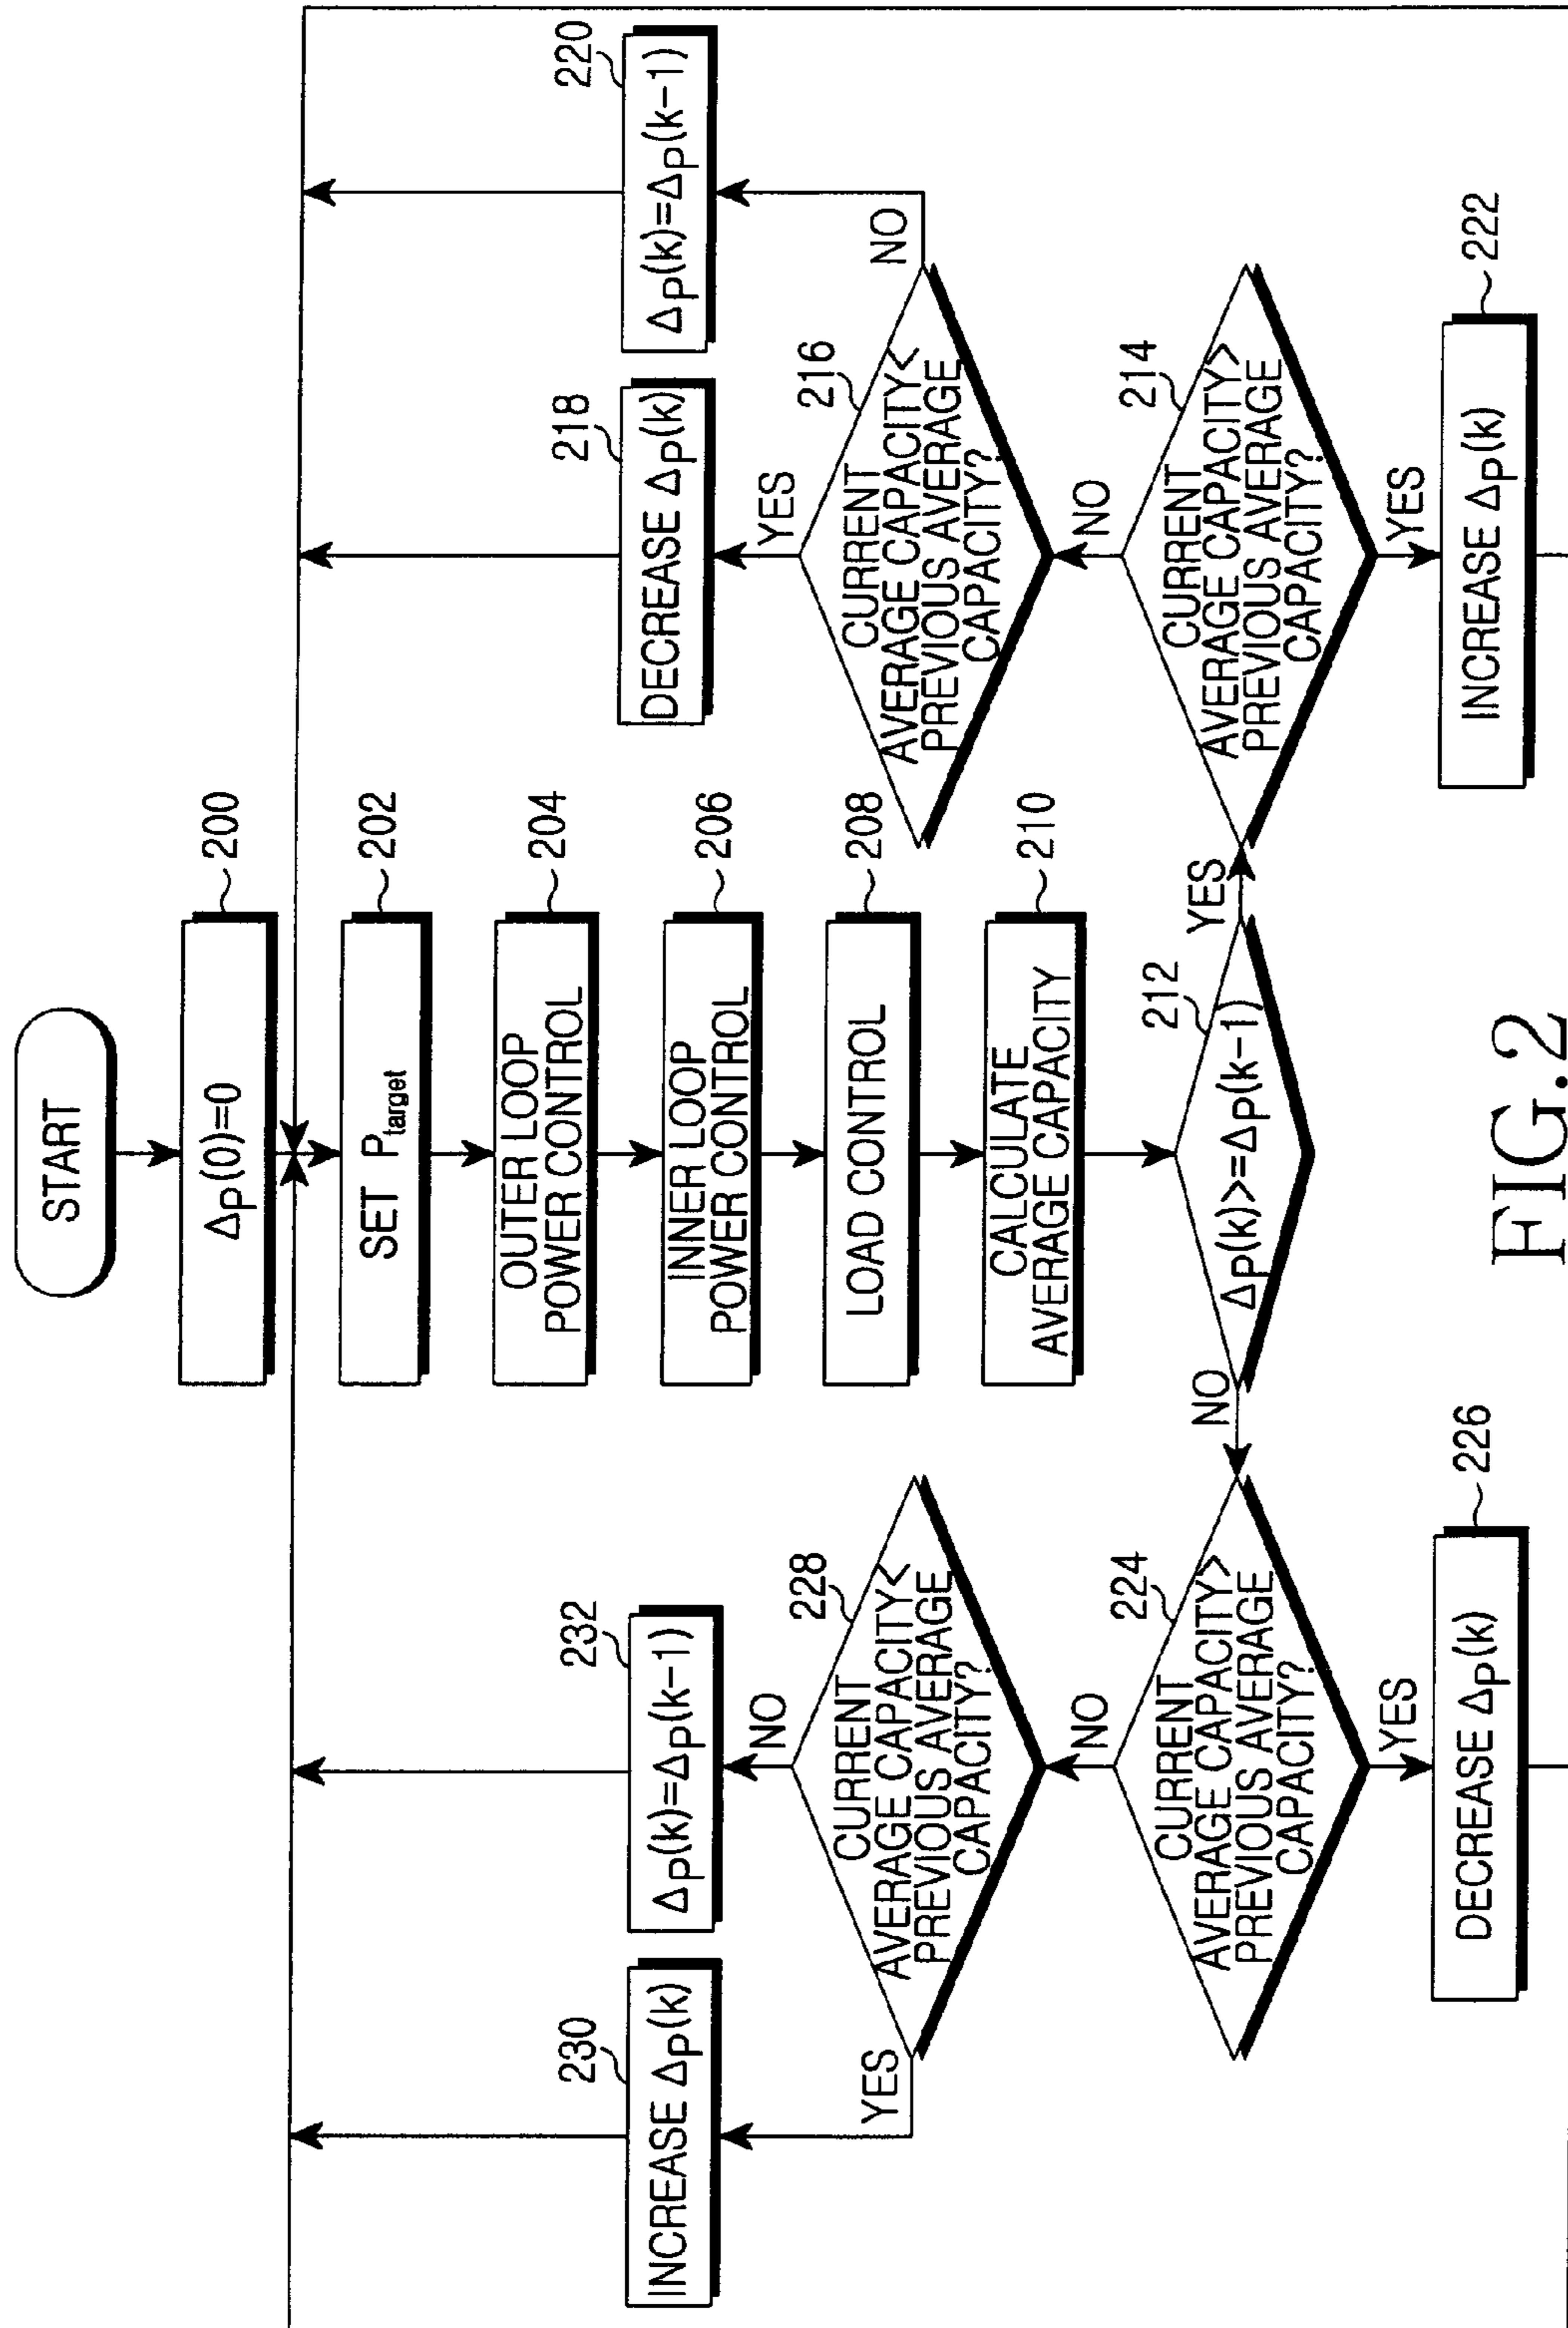 START
Δp(0)=0
200
SET Ptarget
202
OUTER LOOP
POWER CONTROL
204
INNER LOOP
POWER CONTROL
206
LOAD CONTROL
208
CALCULATE
AVERAGE CAPACITY
210
Δp(k)>=Δp(k-1)
212
YES
NO
CURRENT
AVERAGE CAPACITY>
PREVIOUS AVERAGE
CAPACITY?
214
NO
YES
CURRENT
AVERAGE CAPACITY<
PREVIOUS AVERAGE
CAPACITY?
216
YES
NO
DECREASE Δp(k)
218
Δp(k)=Δp(k-1)
220
INCREASE Δp(k)
222
CURRENT
AVERAGE CAPACITY>
PREVIOUS AVERAGE
CAPACITY?
224
NO
YES
DECREASE Δp(k)
226
CURRENT
AVERAGE CAPACITY<
PREVIOUS AVERAGE
CAPACITY?
228
YES
NO
INCREASE Δp(k)
230
Δp(k)=Δp(k-1)
232
FIG.2